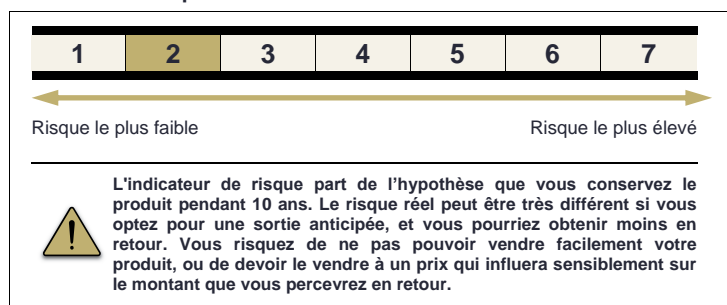 1 2 3 4 5 6 7
Risque le plus faible Risque le plus élevé
L'indicateur de risque part de l’hypothèse que vous conservez le
produit pendant 10 ans. Le risque réel peut être très différent si vous
optez pour une sortie anticipée, et vous pourriez obtenir moins en
retour. Vous risquez de ne pas pouvoir vendre facilement votre
produit, ou de devoir le vendre à un prix qui influera sensiblement sur
le montant que vous percevrez en retour.